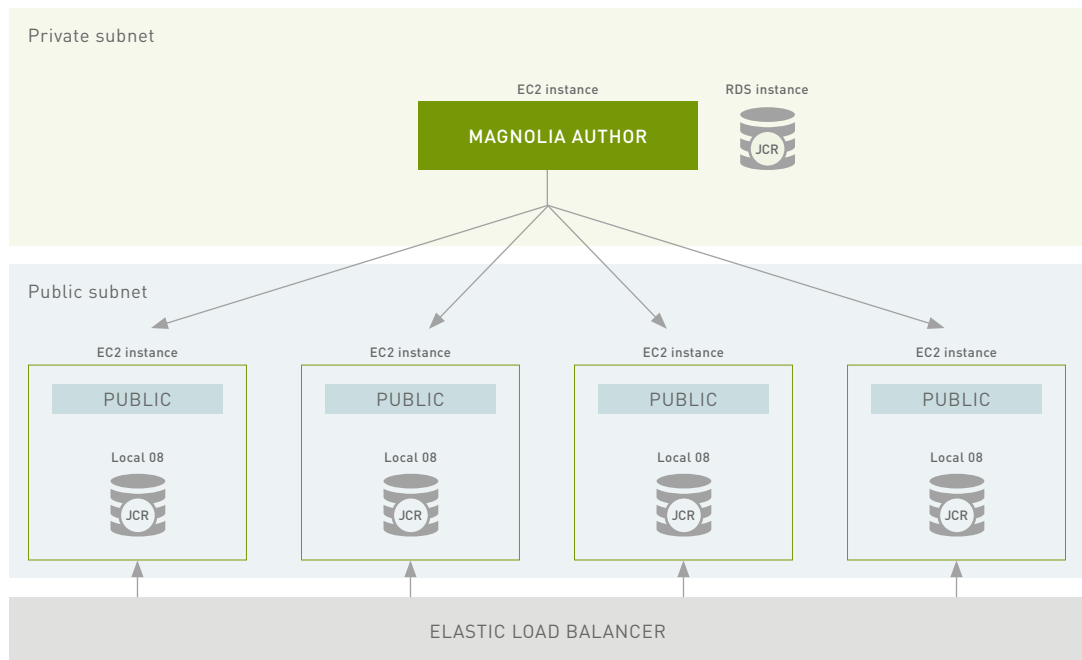 Private subnet
EC2 instance
RDS instance
MAGNOLIA AUTHOR
JCR
Public subnet
EC2 instance
EC2 instance
EC2 instance
EC2 instance
PUBLIC
PUBLIC
PUBLIC
PUBLIC
Local 08
Local 08
Local 08
Local 08
JCR
JCR
JCR
JCR
ELASTIC LOAD BALANCER